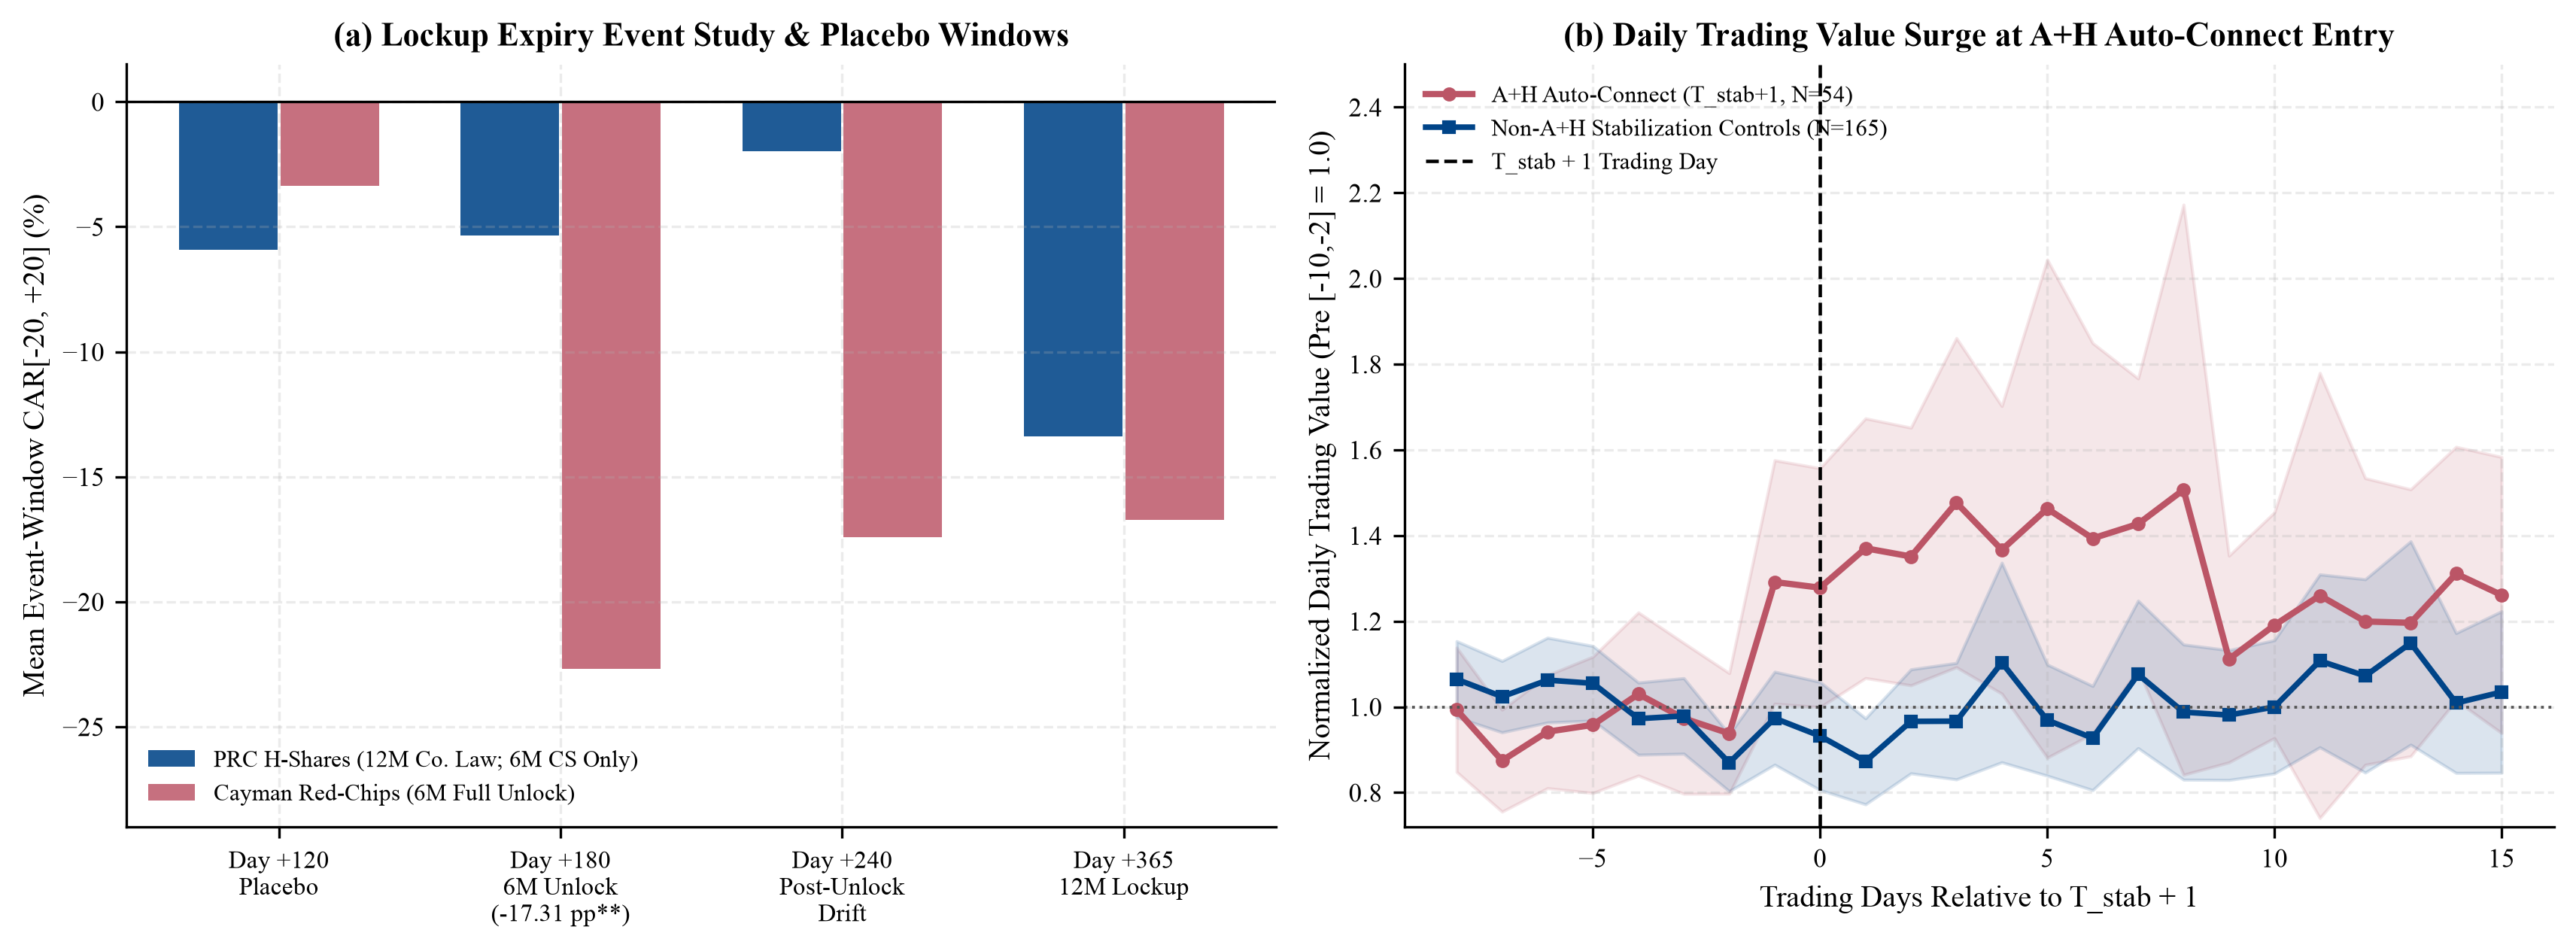 (a) Lockup Expiry Event Study & Placebo Windows
Mean Event-Window CAR[-20, +20] (%)
0
−5
−10
−15
−20
−25
PRC H-Shares (12M Co. Law; 6M CS Only)
Cayman Red-Chips (6M Full Unlock)
Day +120
Placebo
Day +180
6M Unlock
(-17.31 pp**)
Day +240
Post-Unlock
Drift
Day +365
12M Lockup
(b) Daily Trading Value Surge at A+H Auto-Connect Entry
Normalized Daily Trading Value (Pre [-10,-2] = 1.0)
2.4
2.2
2.0
1.8
1.6
1.4
1.2
1.0
0.8
A+H Auto-Connect (T_stab+1, N=54)
Non-A+H Stabilization Controls (N=165)
T_stab + 1 Trading Day
−5
0
5
10
15
Trading Days Relative to T_stab + 1